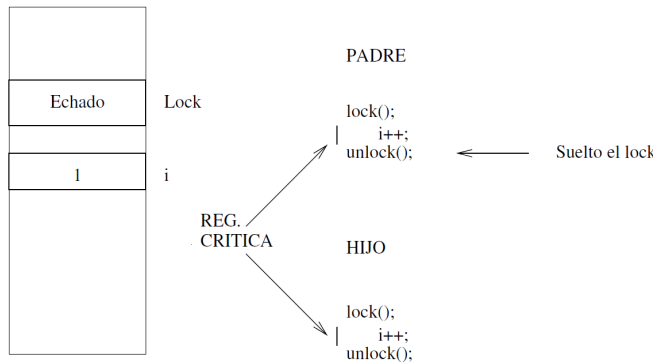 Echado
Lock
1
i
REG.
CRITICA
PADRE
lock();
i++;
unlock();
Suelto el lock
HIJO
lock();
i++;
unlock();